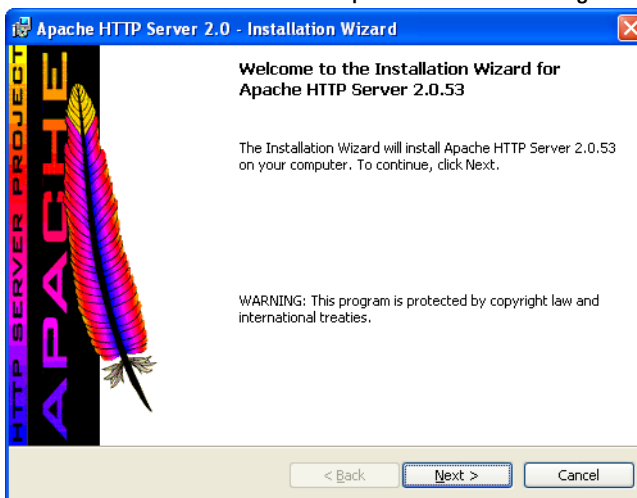 Apache HTTP Server 2.0 - Installation Wizard
HTTP SERVER PROJECT
APACHE
Welcome to the Installation Wizard for
Apache HTTP Server 2.0.53
The Installation Wizard will install Apache HTTP Server 2.0.53
on your computer. To continue, click Next.
WARNING: This program is protected by copyright law and
international treaties.
< Back
Next >
Cancel